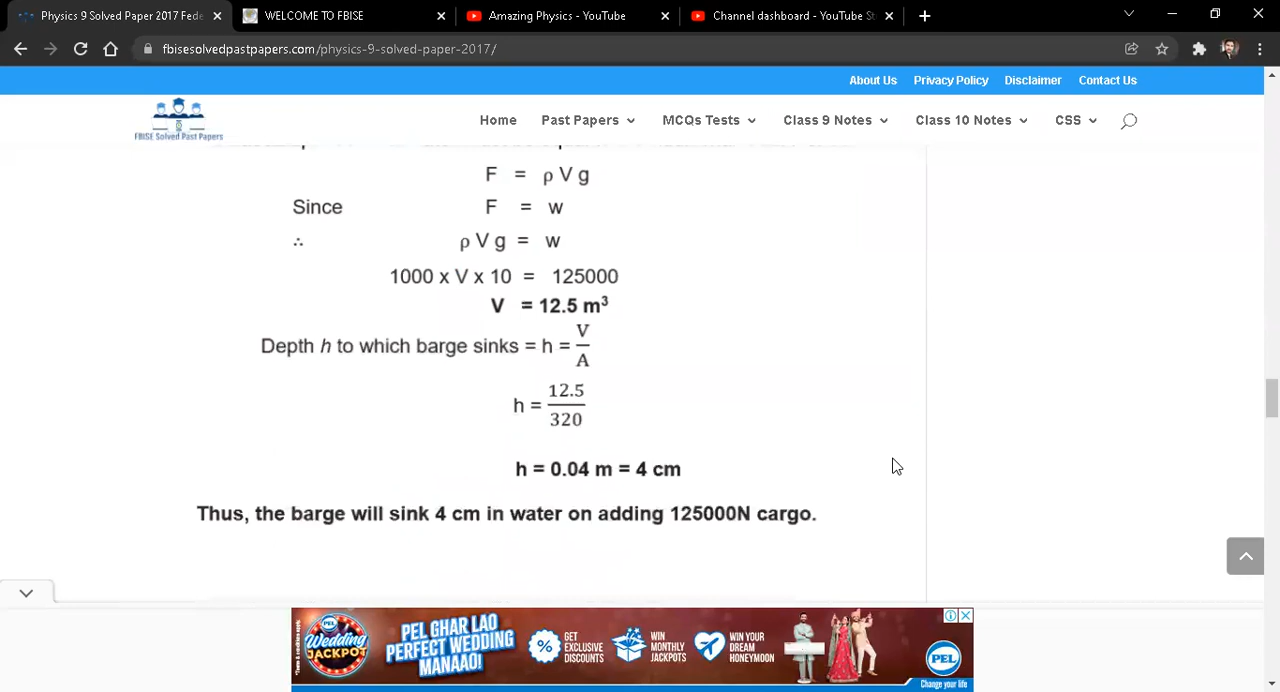 Physics 9 Solved Paper 2017 Fede
WELCOME TO FBISE
Amazing Physics - YouTube
Channel dashboard - YouTube St
fbisesolvedpastpapers.com/physics-9-solved-paper-2017/
About Us Privacy Policy Disclaimer Contact Us
FBISE Solved Past Papers
Home Past Papers MCQs Tests Class 9 Notes Class 10 Notes CSS
F = ρ V g
Since F = w
∴ ρ V g = w
1000 x V x 10 = 125000
V = 12.5 m³
Depth h to which barge sinks = h = V/A
h = 12.5/320
h = 0.04 m = 4 cm
Thus, the barge will sink 4 cm in water on adding 125000N cargo.
PEL
Wedding
JACKPOT
PEL GHAR LAO
PERFECT WEDDING
MANAAO!
%
GET
EXCLUSIVE
DISCOUNTS
WIN
MONTHLY
JACKPOTS
WIN YOUR
DREAM
HONEYMOON
PEL
Change your life